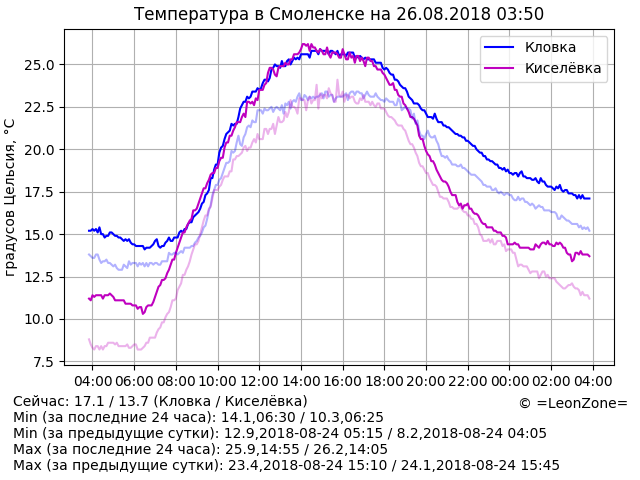 Температура в Смоленске на 26.08.2018 03:50
градусов Цельсия, °C
25.0
22.5
20.0
17.5
15.0
12.5
10.0
7.5
Кловка
Киселёвка
04:00 06:00 08:00 10:00 12:00 14:00 16:00 18:00 20:00 22:00 00:00 02:00 04:00
Сейчас: 17.1 / 13.7 (Кловка / Киселёвка)
© =LeonZone=
Min (за последние 24 часа): 14.1,06:30 / 10.3,06:25
Min (за предыдущие сутки): 12.9,2018-08-24 05:15 / 8.2,2018-08-24 04:05
Max (за последние 24 часа): 25.9,14:55 / 26.2,14:05
Max (за предыдущие сутки): 23.4,2018-08-24 15:10 / 24.1,2018-08-24 15:45